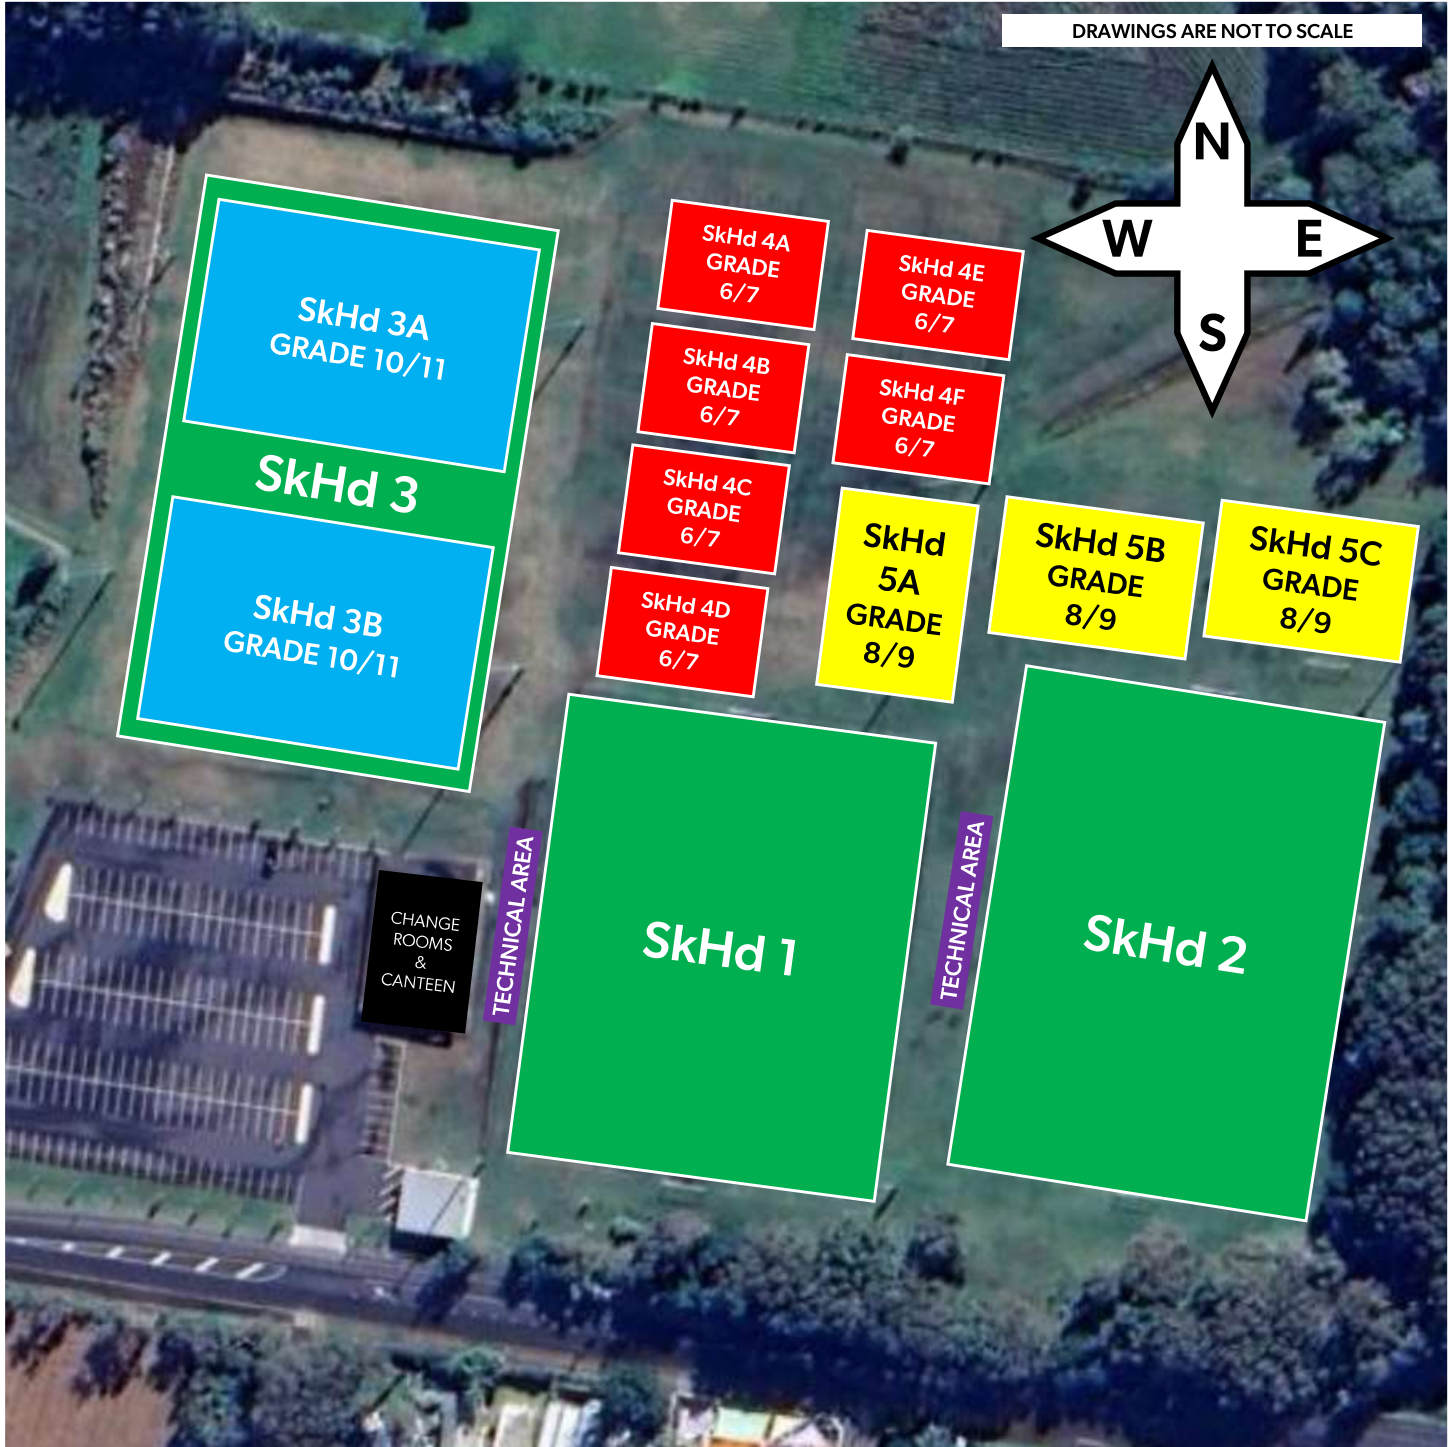 DRAWINGS ARE NOT TO SCALE
N
W
E
S
SkHd 3A
GRADE 10/11
SkHd 3
SkHd 3B
GRADE 10/11
SkHd 4A
GRADE
6/7
SkHd 4B
GRADE
6/7
SkHd 4C
GRADE
6/7
SkHd 4D
GRADE
6/7
SkHd 4E
GRADE
6/7
SkHd 4F
GRADE
6/7
SkHd
5A
GRADE
8/9
SkHd 5B
GRADE
8/9
SkHd 5C
GRADE
8/9
CHANGE
ROOMS
&
CANTEEN
TECHNICAL AREA
SkHd 1
TECHNICAL AREA
SkHd 2